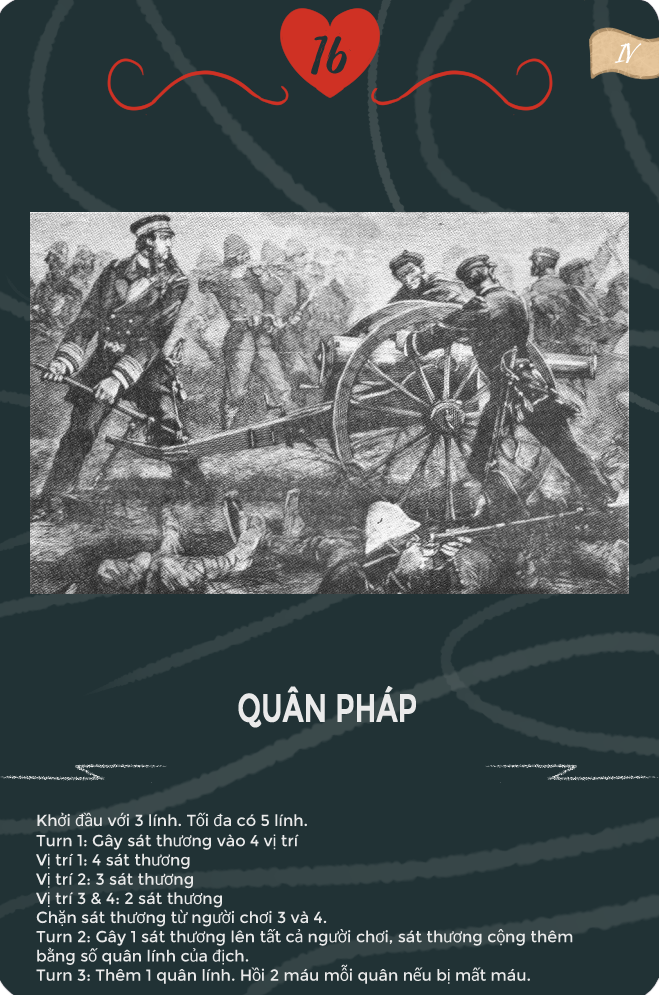 16
IV
QUÂN PHÁP
Khởi đầu với 3 lính. Tối đa có 5 lính.
Turn 1: Gây sát thương vào 4 vị trí
Vị trí 1: 4 sát thương
Vị trí 2: 3 sát thương
Vị trí 3 & 4: 2 sát thương
Chặn sát thương từ người chơi 3 và 4.
Turn 2: Gây 1 sát thương lên tất cả người chơi, sát thương cộng thêm
bằng số quân lính của địch.
Turn 3: Thêm 1 quân lính. Hồi 2 máu mỗi quân nếu bị mất máu.